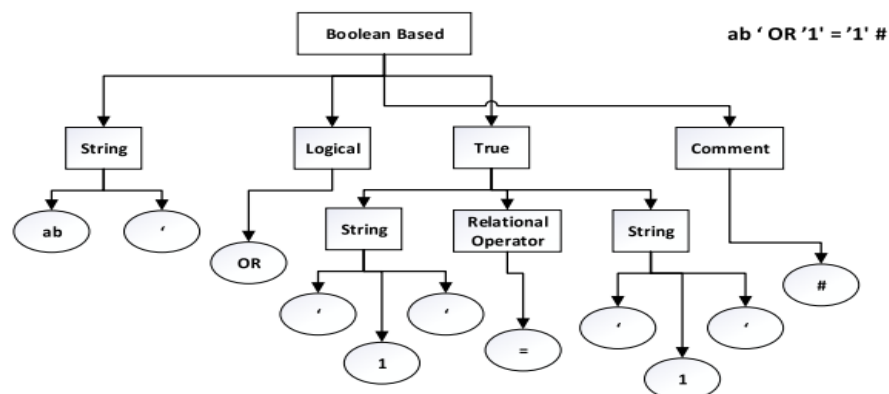 Boolean Based
ab ‘ OR ’1' = ’1' #
String
Logical
True
Comment
ab
‘
OR
String
Relational
Operator
String
#
‘
1
‘
=
‘
1
‘